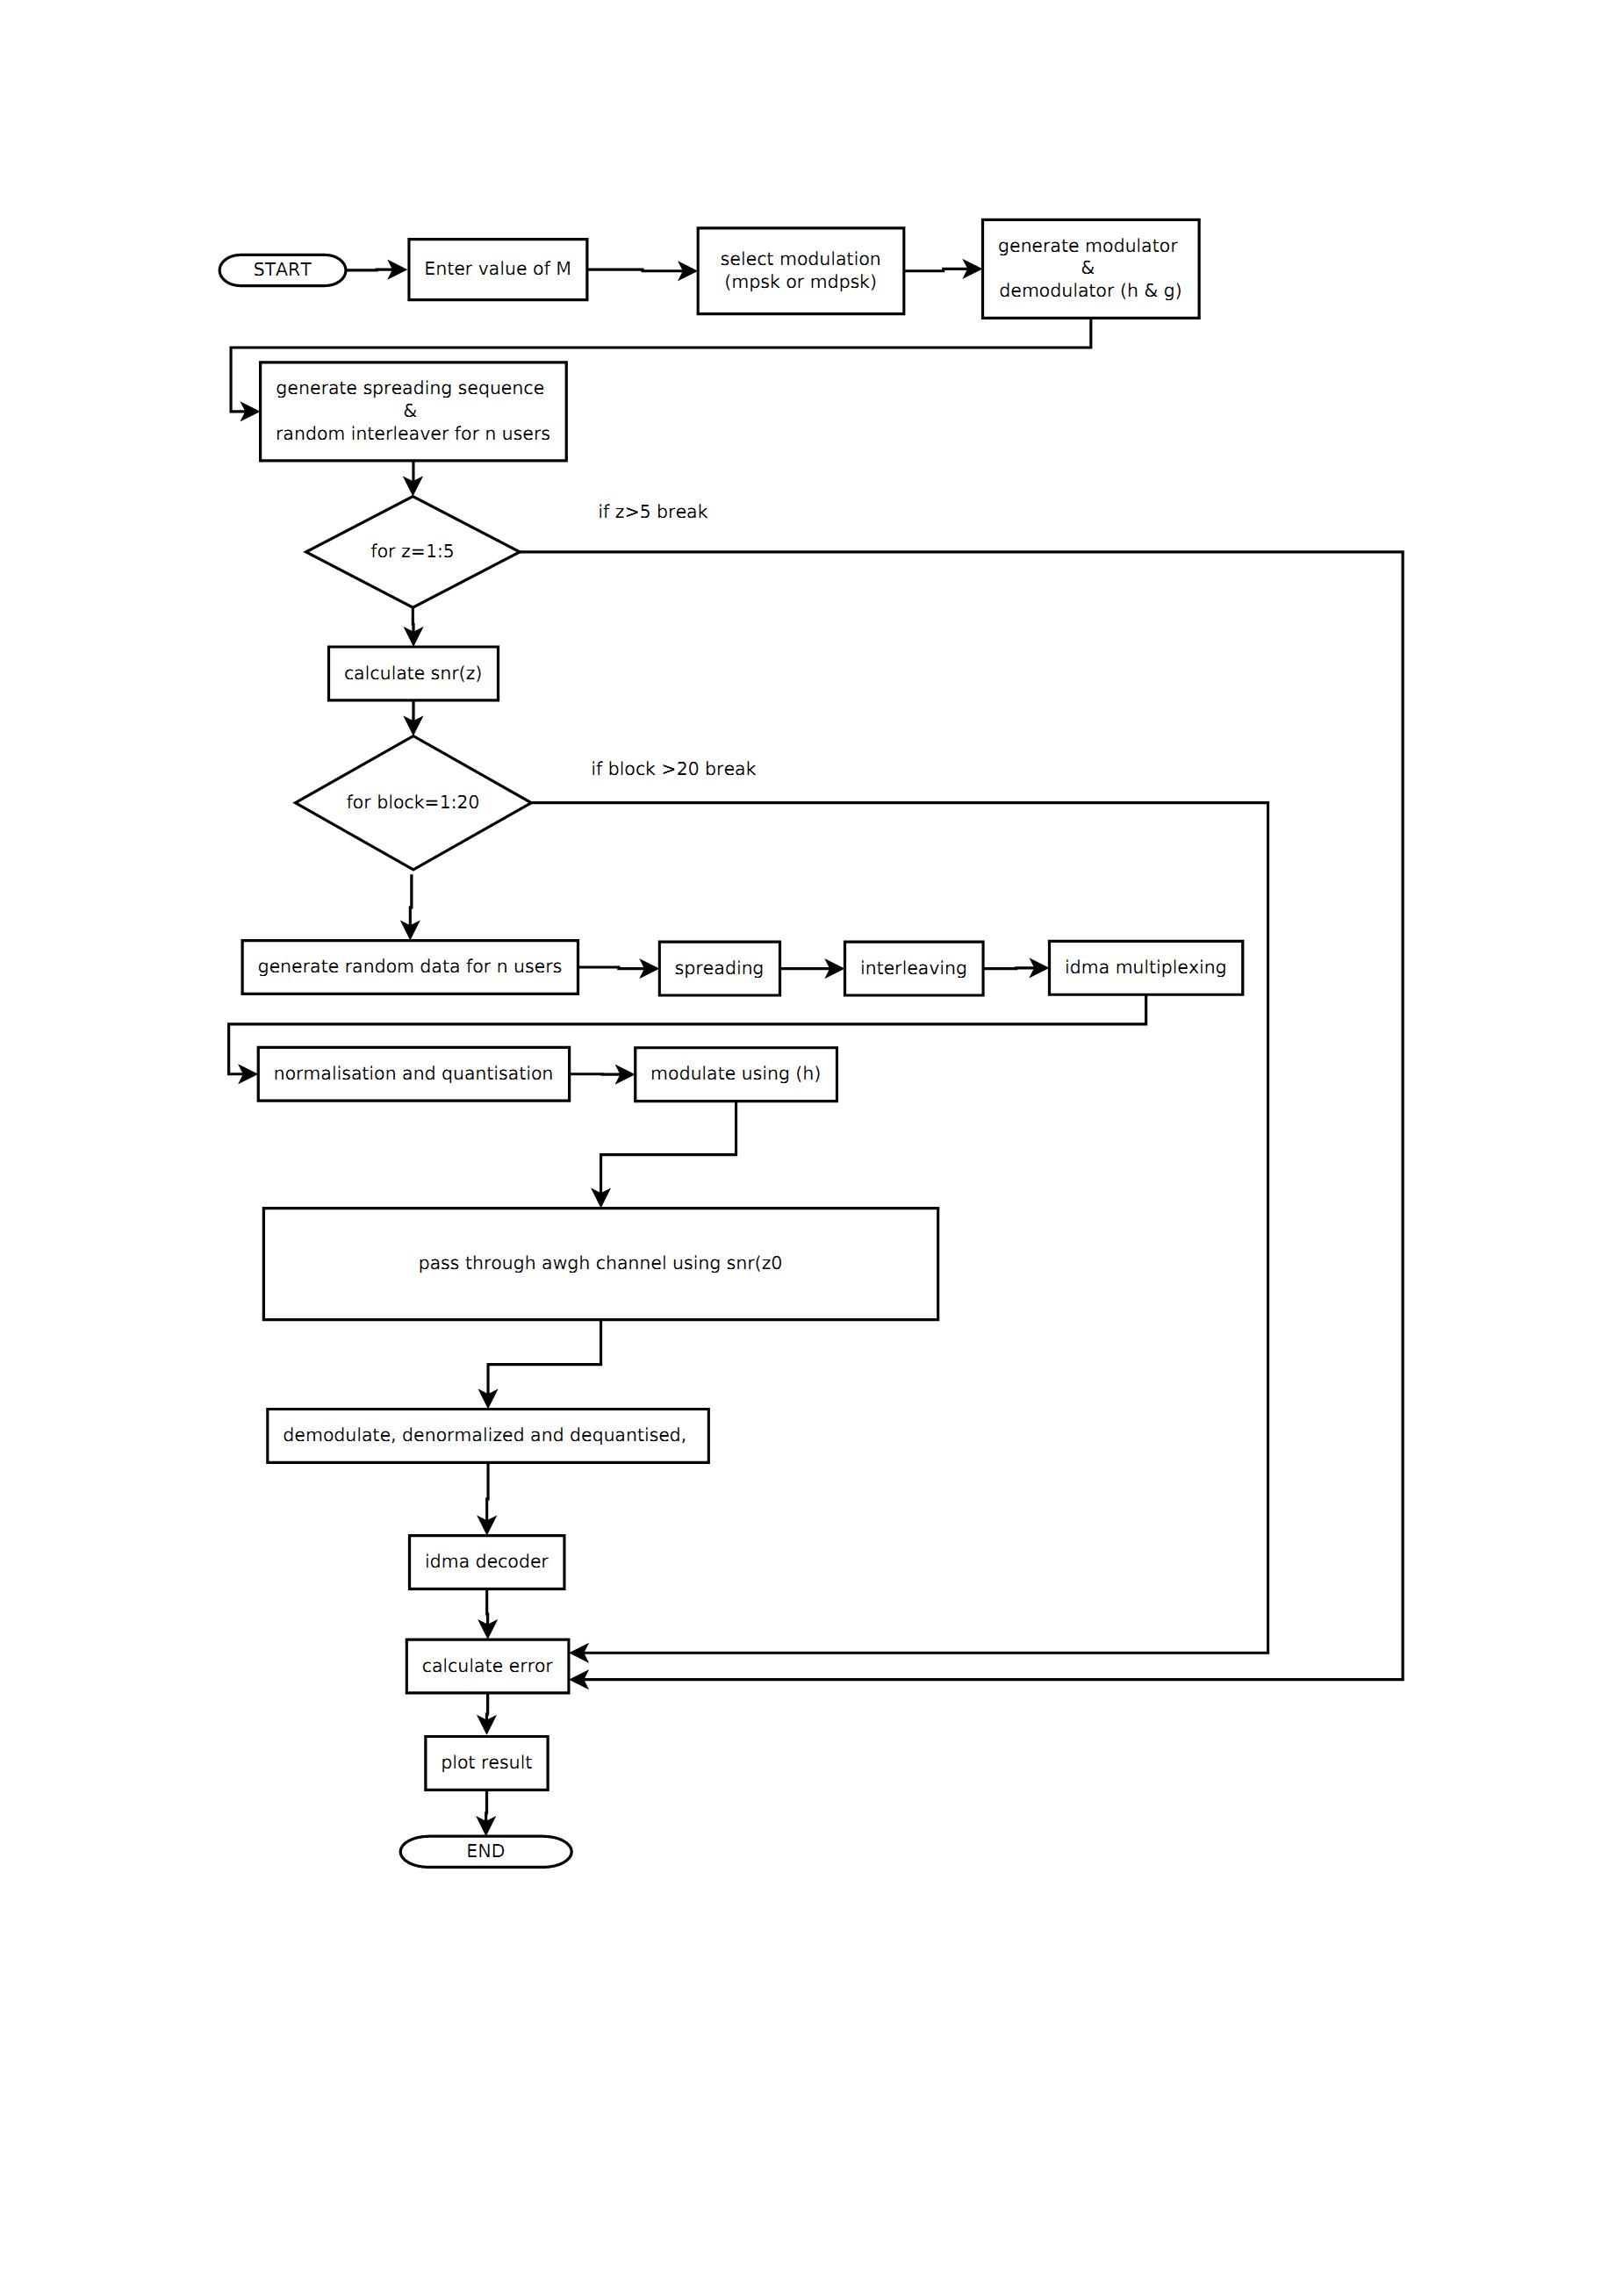 START
Enter value of M
select modulation
(mpsk or mdpsk)
generate modulator
&
demodulator (h & g)
generate spreading sequence
&
random interleaver for n users
if z>5 break
for z=1:5
calculate snr(z)
if block >20 break
for block=1:20
generate random data for n users
spreading
interleaving
idma multiplexing
normalisation and quantisation
modulate using (h)
pass through awgh channel using snr(z0
demodulate, denormalized and dequantised,
idma decoder
calculate error
plot result
END